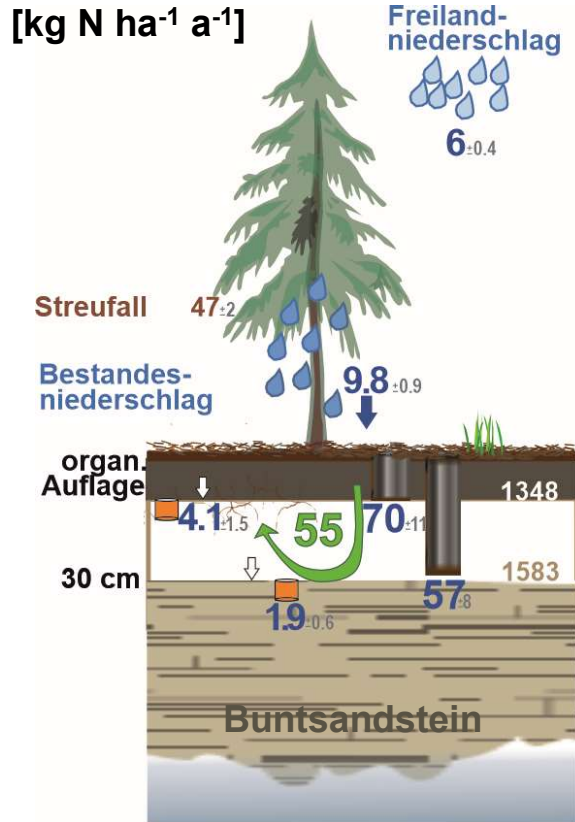 [kg N ha⁻¹ a⁻¹]
Freiland-
niederschlag
6±0.4
Streufall 47±2
Bestandes-
niederschlag
9.8±0.9
organ.
Auflage
1348
4.1±1.5
55
70±11
30 cm
1583
1.9±0.6
57±8
Buntsandstein